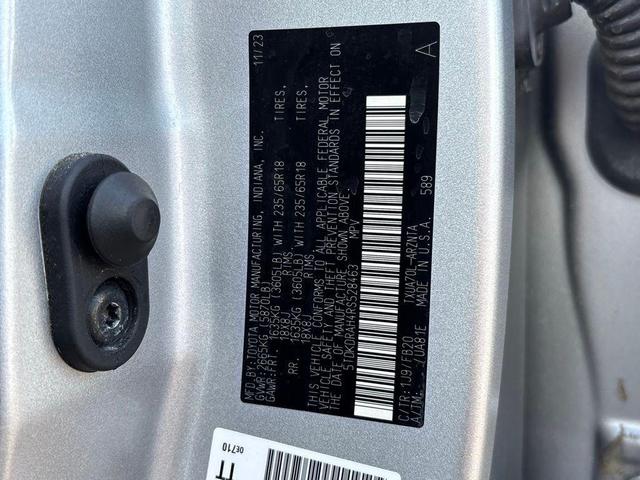 MFD.BY:TOYOTA MOTOR MANUFACTURING, INDIANA, INC. 11/23
GVWR:2665KG (5870LB)
GAWR:FRT. 1635KG (3605LB) WITH 235/65R18 TIRES,
18X8J RIMS
RR. 1635KG (3605LB) WITH 235/65R18 TIRES,
18X8J RIMS
THIS VEHICLE CONFORMS TO ALL APPLICABLE FEDERAL MOTOR
VEHICLE SAFETY AND THEFT PREVENTION STANDARDS IN EFFECT ON
THE DATE OF MANUFACTURE SHOWN ABOVE.
MPV
C/TR:1J9/FB20 TXUA70L-ARZNTA
A/TM: /UA81E MADE IN U.S.A. 589
A
0E710
TT